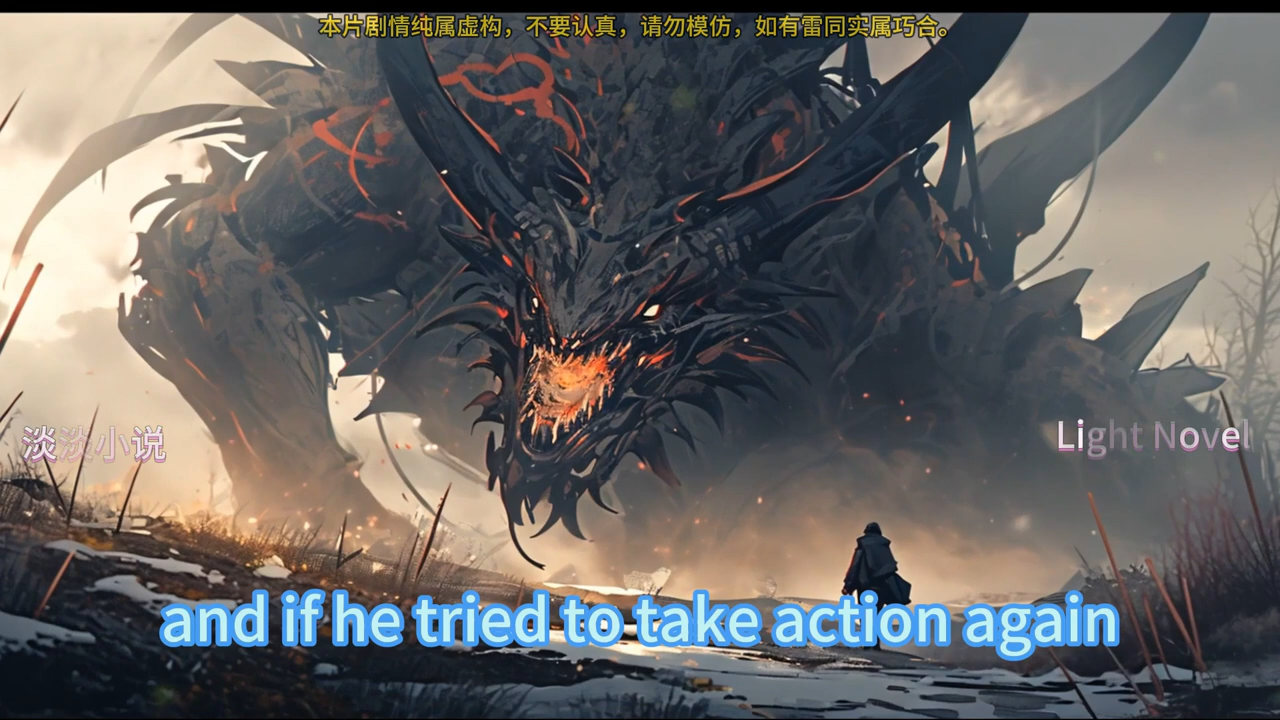 本片剧情纯属虚构，不要认真，请勿模仿，如有雷同实属巧合。
淡淡小说
Light Novel
and if he tried to take action again